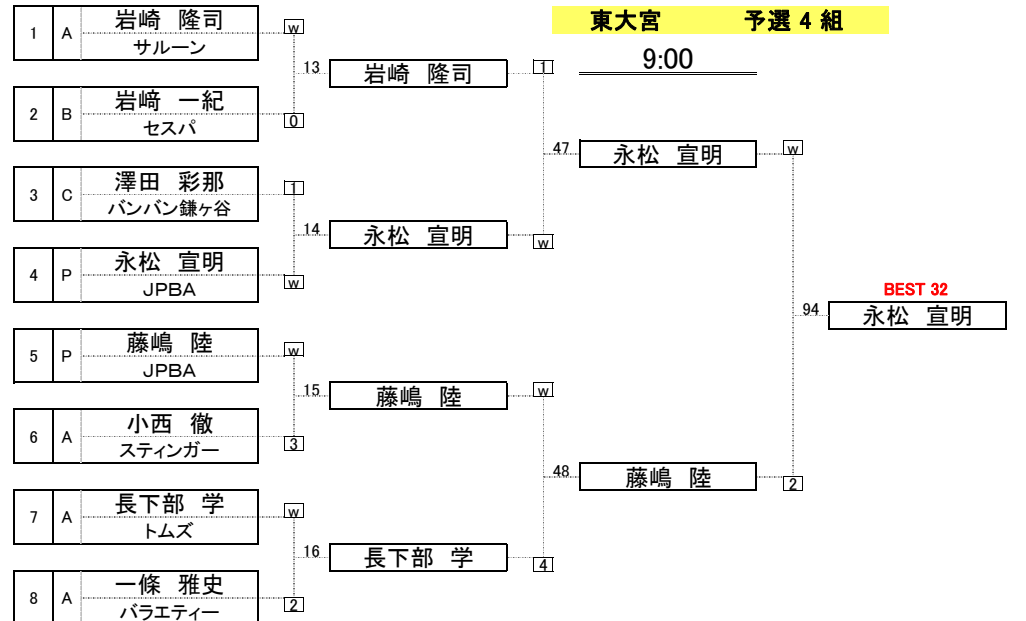 東大宮 予選 4 組
9:00
1 A 岩崎 隆司
サルーン
w
13 岩崎 隆司 1
2 B 岩﨑 一紀
セスパ
0
47 永松 宣明 w
3 C 澤田 彩那
バンバン鎌ヶ谷
1
14 永松 宣明 w
4 P 永松 宣明
JPBA
w
BEST 32
94 永松 宣明
5 P 藤嶋 陸
JPBA
w
15 藤嶋 陸 w
6 A 小西 徹
スティンガー
3
48 藤嶋 陸 2
7 A 長下部 学
トムズ
w
16 長下部 学 4
8 A 一條 雅史
バラエティー
2